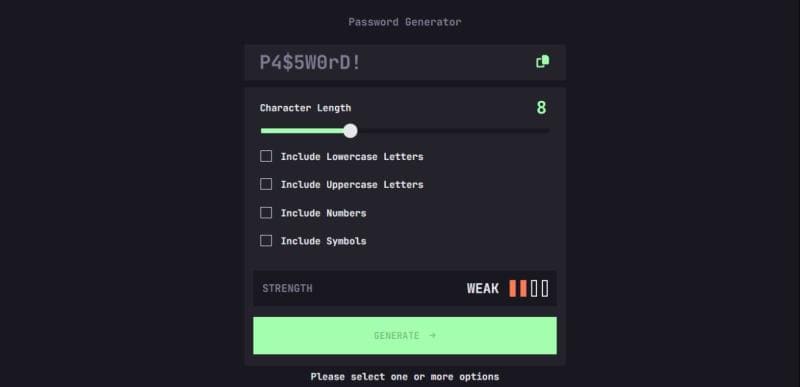 Password Generator
P4$5W0rD!
Character Length 8
Include Lowercase Letters
Include Uppercase Letters
Include Numbers
Include Symbols
STRENGTH WEAK
GENERATE →
Please select one or more options